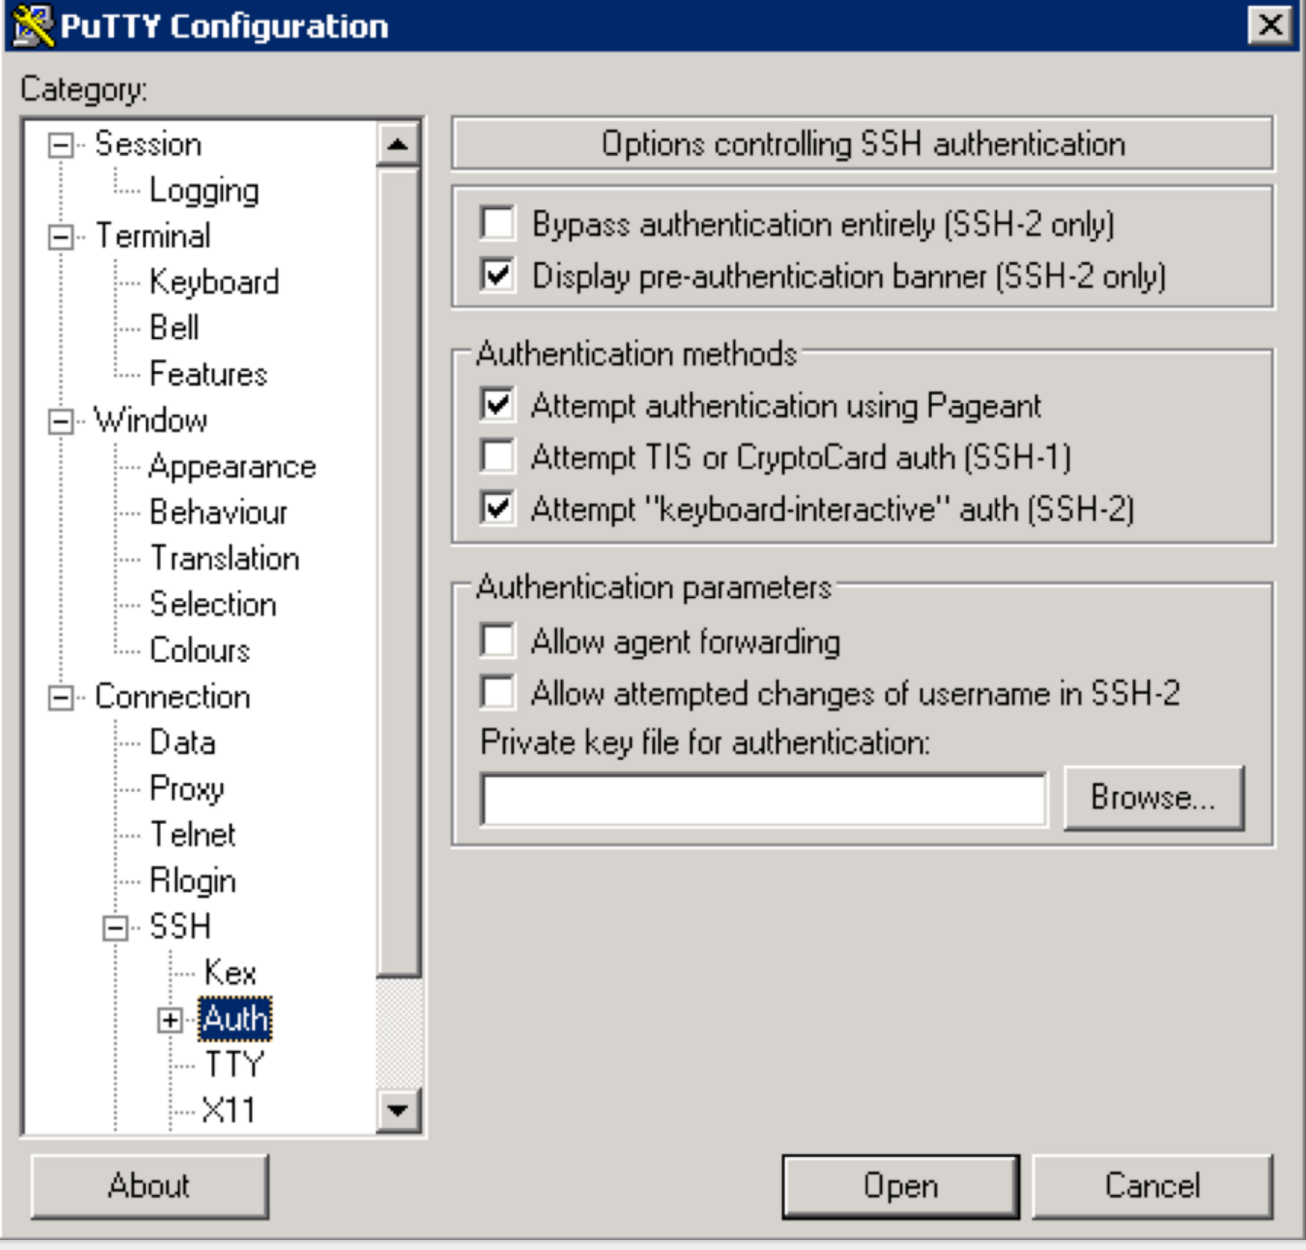 PuTTY Configuration
Category:
Session
Logging
Terminal
Keyboard
Bell
Features
Window
Appearance
Behaviour
Translation
Selection
Colours
Connection
Data
Proxy
Telnet
Rlogin
SSH
Kex
Auth
TTY
X11
Options controlling SSH authentication
Bypass authentication entirely (SSH-2 only)
Display pre-authentication banner (SSH-2 only)
Authentication methods
Attempt authentication using Pageant
Attempt TIS or CryptoCard auth (SSH-1)
Attempt "keyboard-interactive" auth (SSH-2)
Authentication parameters
Allow agent forwarding
Allow attempted changes of username in SSH-2
Private key file for authentication:
Browse...
About
Open
Cancel